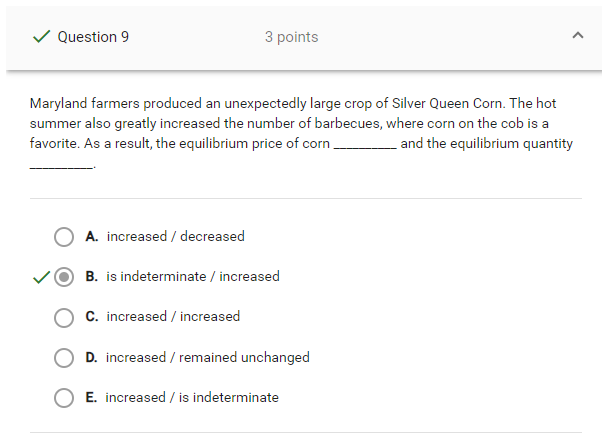 Question 9 3 points
Maryland farmers produced an unexpectedly large crop of Silver Queen Corn. The hot
summer also greatly increased the number of barbecues, where corn on the cob is a
favorite. As a result, the equilibrium price of corn __________ and the equilibrium quantity
__________.
A. increased / decreased
B. is indeterminate / increased
C. increased / increased
D. increased / remained unchanged
E. increased / is indeterminate